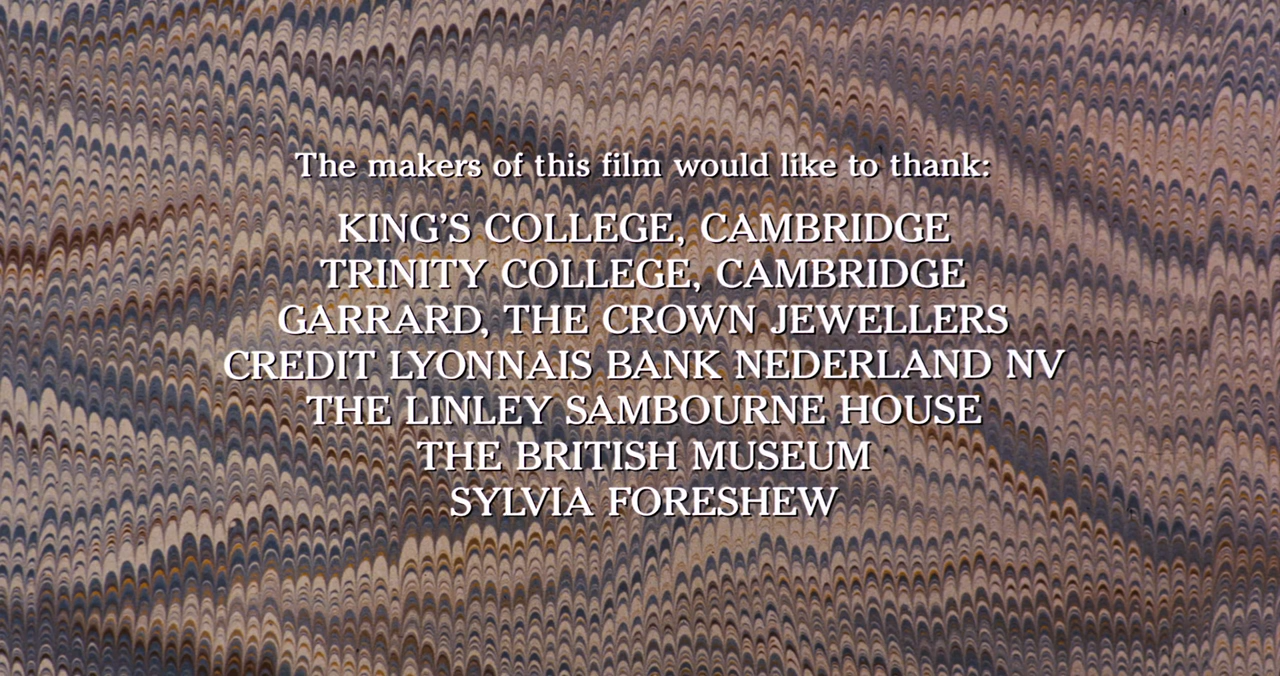 The makers of this film would like to thank:
KING'S COLLEGE, CAMBRIDGE
TRINITY COLLEGE, CAMBRIDGE
GARRARD, THE CROWN JEWELLERS
CREDIT LYONNAIS BANK NEDERLAND NV
THE LINLEY SAMBOURNE HOUSE
THE BRITISH MUSEUM
SYLVIA FORESHEW